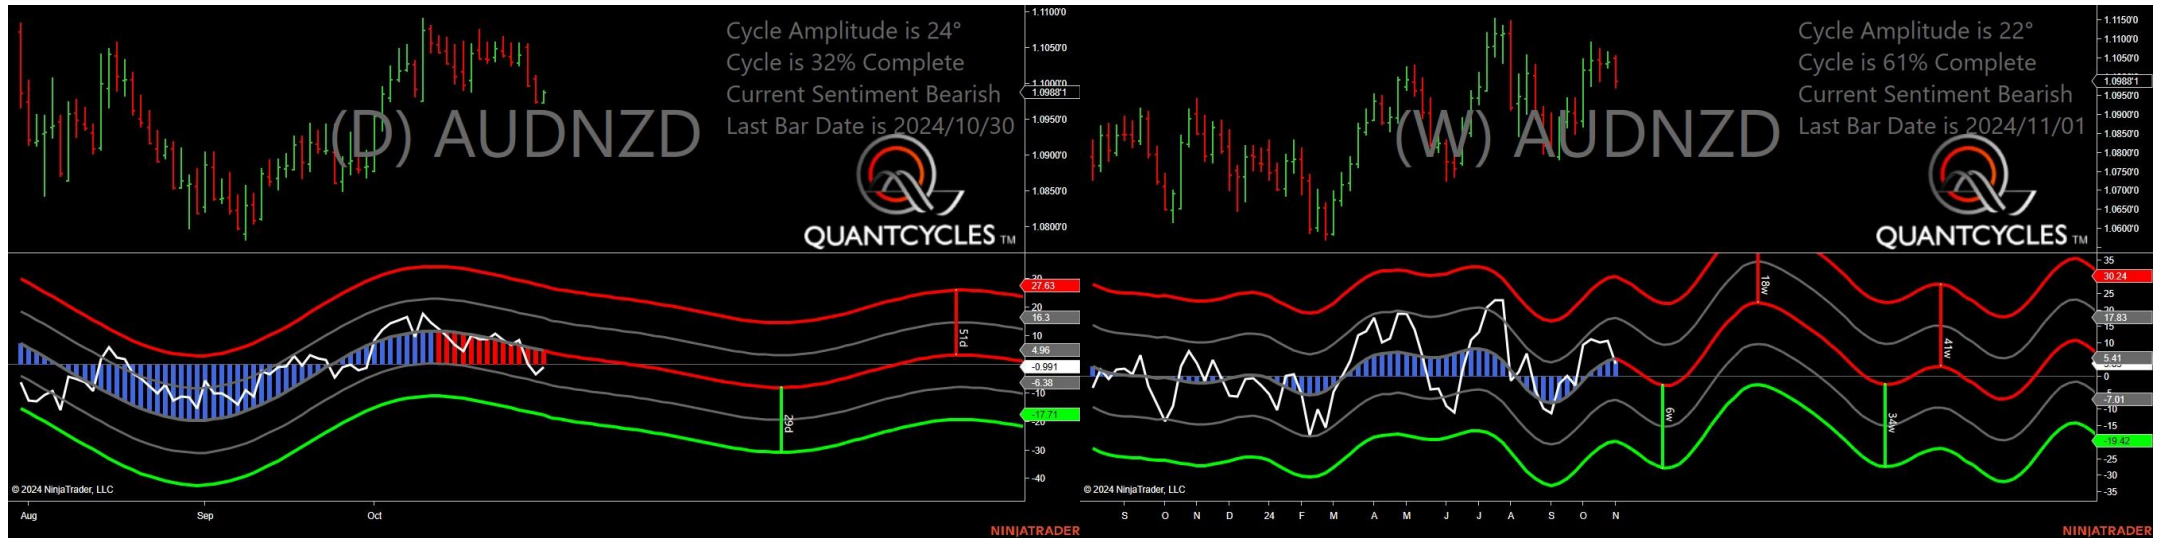 Cycle Amplitude is 24°
Cycle is 32% Complete
Current Sentiment Bearish
Last Bar Date is 2024/10/30
(D) AUDNZD
QUANTCYCLES TM
1.1100'0
1.1050'0
1.1000'0
1.0988'1
1.0950'0
1.0900'0
1.0850'0
1.0800'0
27.63
20
16.3
10
4.96
-0.991
-6.38
-10
-17.71
-20
-30
-40
51d
29d
© 2024 NinjaTrader, LLC
Aug Sep Oct
NINJATRADER
Cycle Amplitude is 22°
Cycle is 61% Complete
Current Sentiment Bearish
Last Bar Date is 2024/11/01
(W) AUDNZD
QUANTCYCLES TM
1.1150'0
1.1100'0
1.1050'0
1.0988'1
1.0950'0
1.0900'0
1.0850'0
1.0800'0
1.0750'0
1.0700'0
1.0650'0
1.0600'0
35
30.24
25
17.83
15
10
5.41
0
-7.01
-10
-15
-19.42
-25
-30
-35
18w
41w
6w
34w
© 2024 NinjaTrader, LLC
S O N D 24 F M A M J J A S O N
NINJATRADER